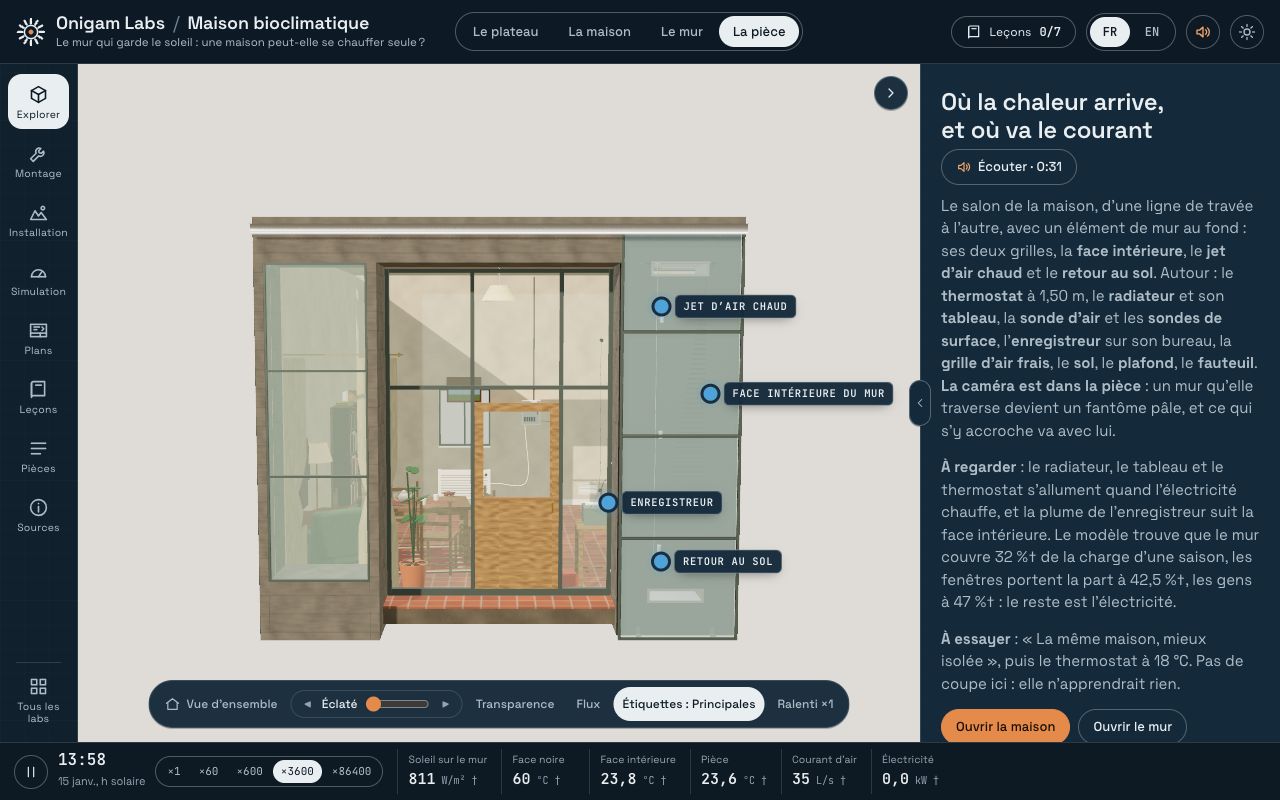 Origam Labs / Maison bioclimatique
Le mur qui garde le soleil : une maison peut-elle se chauffer seule ?
Le plateau
La maison
Le mur
La pièce
Leçons 0/7
FR
EN
Explorer
Montage
Installation
Simulation
Plans
Leçons
Pièces
Sources
Tous les
labs
JET D'AIR CHAUD
FACE INTÉRIEURE DU MUR
ENREGISTREUR
RETOUR AU SOL
Vue d'ensemble
Éclaté
Transparence
Flux
Étiquettes : Principales
Ralenti ×1
Où la chaleur arrive,
et où va le courant
Écouter · 0:31
Le salon de la maison, d'une ligne de travée
à l'autre, avec un élément de mur au fond :
ses deux grilles, la face intérieure, le jet
d'air chaud et le retour au sol. Autour : le
thermostat à 1,50 m, le radiateur et son
tableau, la sonde d'air et les sondes de
surface, l'enregistreur sur son bureau, la
grille d'air frais, le sol, le plafond, le fauteuil.
La caméra est dans la pièce : un mur qu'elle
traverse devient un fantôme pâle, et ce qui
s'y accroche va avec lui.
À regarder : le radiateur, le tableau et le
thermostat s'allument quand l'électricité
chauffe, et la plume de l'enregistreur suit la
face intérieure. Le modèle trouve que le mur
couvre 32 %† de la charge d'une saison, les
fenêtres portent la part à 42,5 %†, les gens
à 47 %† : le reste est l'électricité.
À essayer : « La même maison, mieux
isolée », puis le thermostat à 18 °C. Pas de
coupe ici : elle n'apprendrait rien.
Ouvrir la maison
Ouvrir le mur
13:58
15 janv., h solaire
×1
×60
×600
×3600
×86400
Soleil sur le mur
811 W/m² †
Face noire
60 °C †
Face intérieure
23,8 °C †
Pièce
23,6 °C †
Courant d'air
35 L/s †
Électricité
0,0 kW †